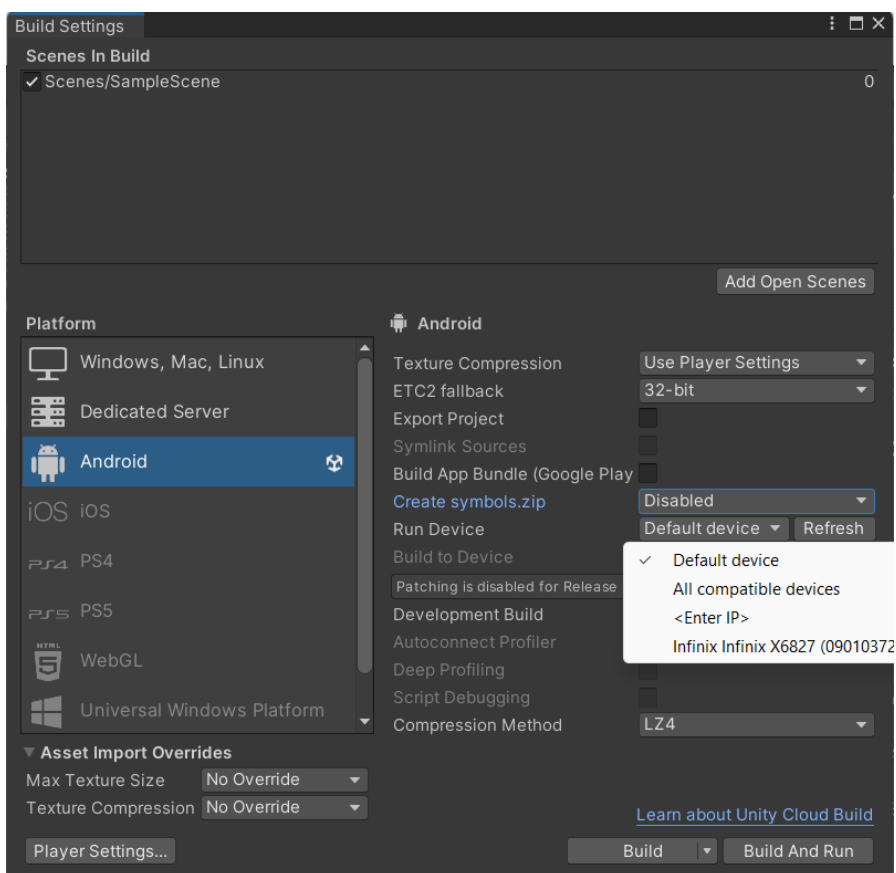 Build Settings
Scenes In Build
Scenes/SampleScene 0
Add Open Scenes
Platform
Windows, Mac, Linux
Dedicated Server
Android
iOS iOS
PS4 PS4
PS5 PS5
HTML WebGL
Universal Windows Platform
Android
Texture Compression Use Player Settings
ETC2 fallback 32-bit
Export Project
Symlink Sources
Build App Bundle (Google Play
Create symbols.zip Disabled
Run Device Default device Refresh
Build to Device
Patching is disabled for Release
Development Build
Autoconnect Profiler
Deep Profiling
Script Debugging
Compression Method LZ4
Default device
All compatible devices
<Enter IP>
Infinix Infinix X6827 (09010372
Asset Import Overrides
Max Texture Size No Override
Texture Compression No Override
Learn about Unity Cloud Build
Player Settings... Build Build And Run